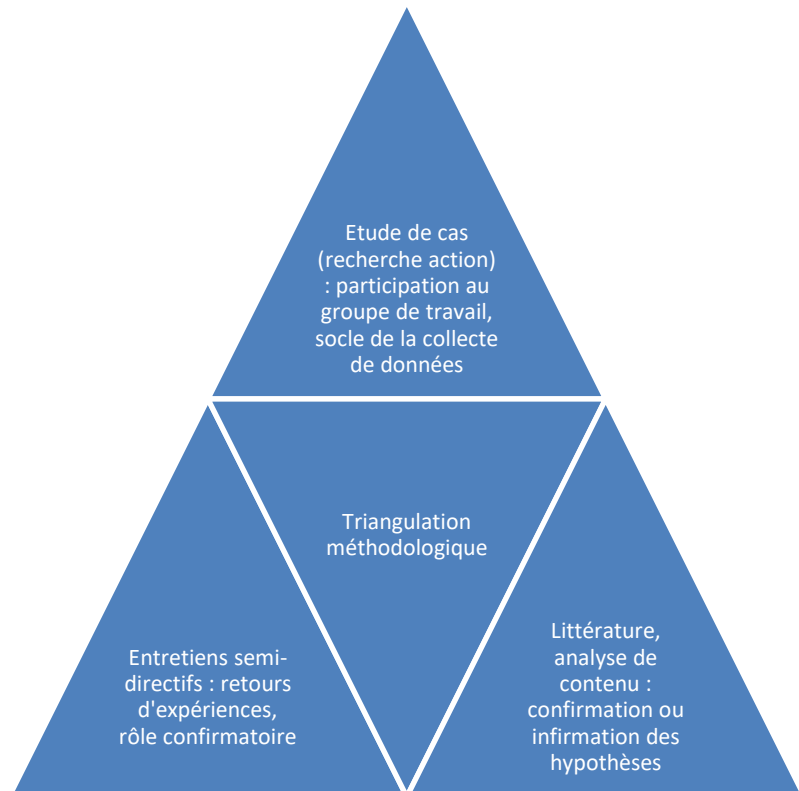 Etude de cas
(recherche action)
: participation au
groupe de travail,
socle de la collecte
de données
Triangulation
méthodologique
Entretiens semi-
directifs : retours
d'expériences,
rôle confirmatoire
Littérature,
analyse de
contenu :
confirmation ou
infirmation des
hypothèses